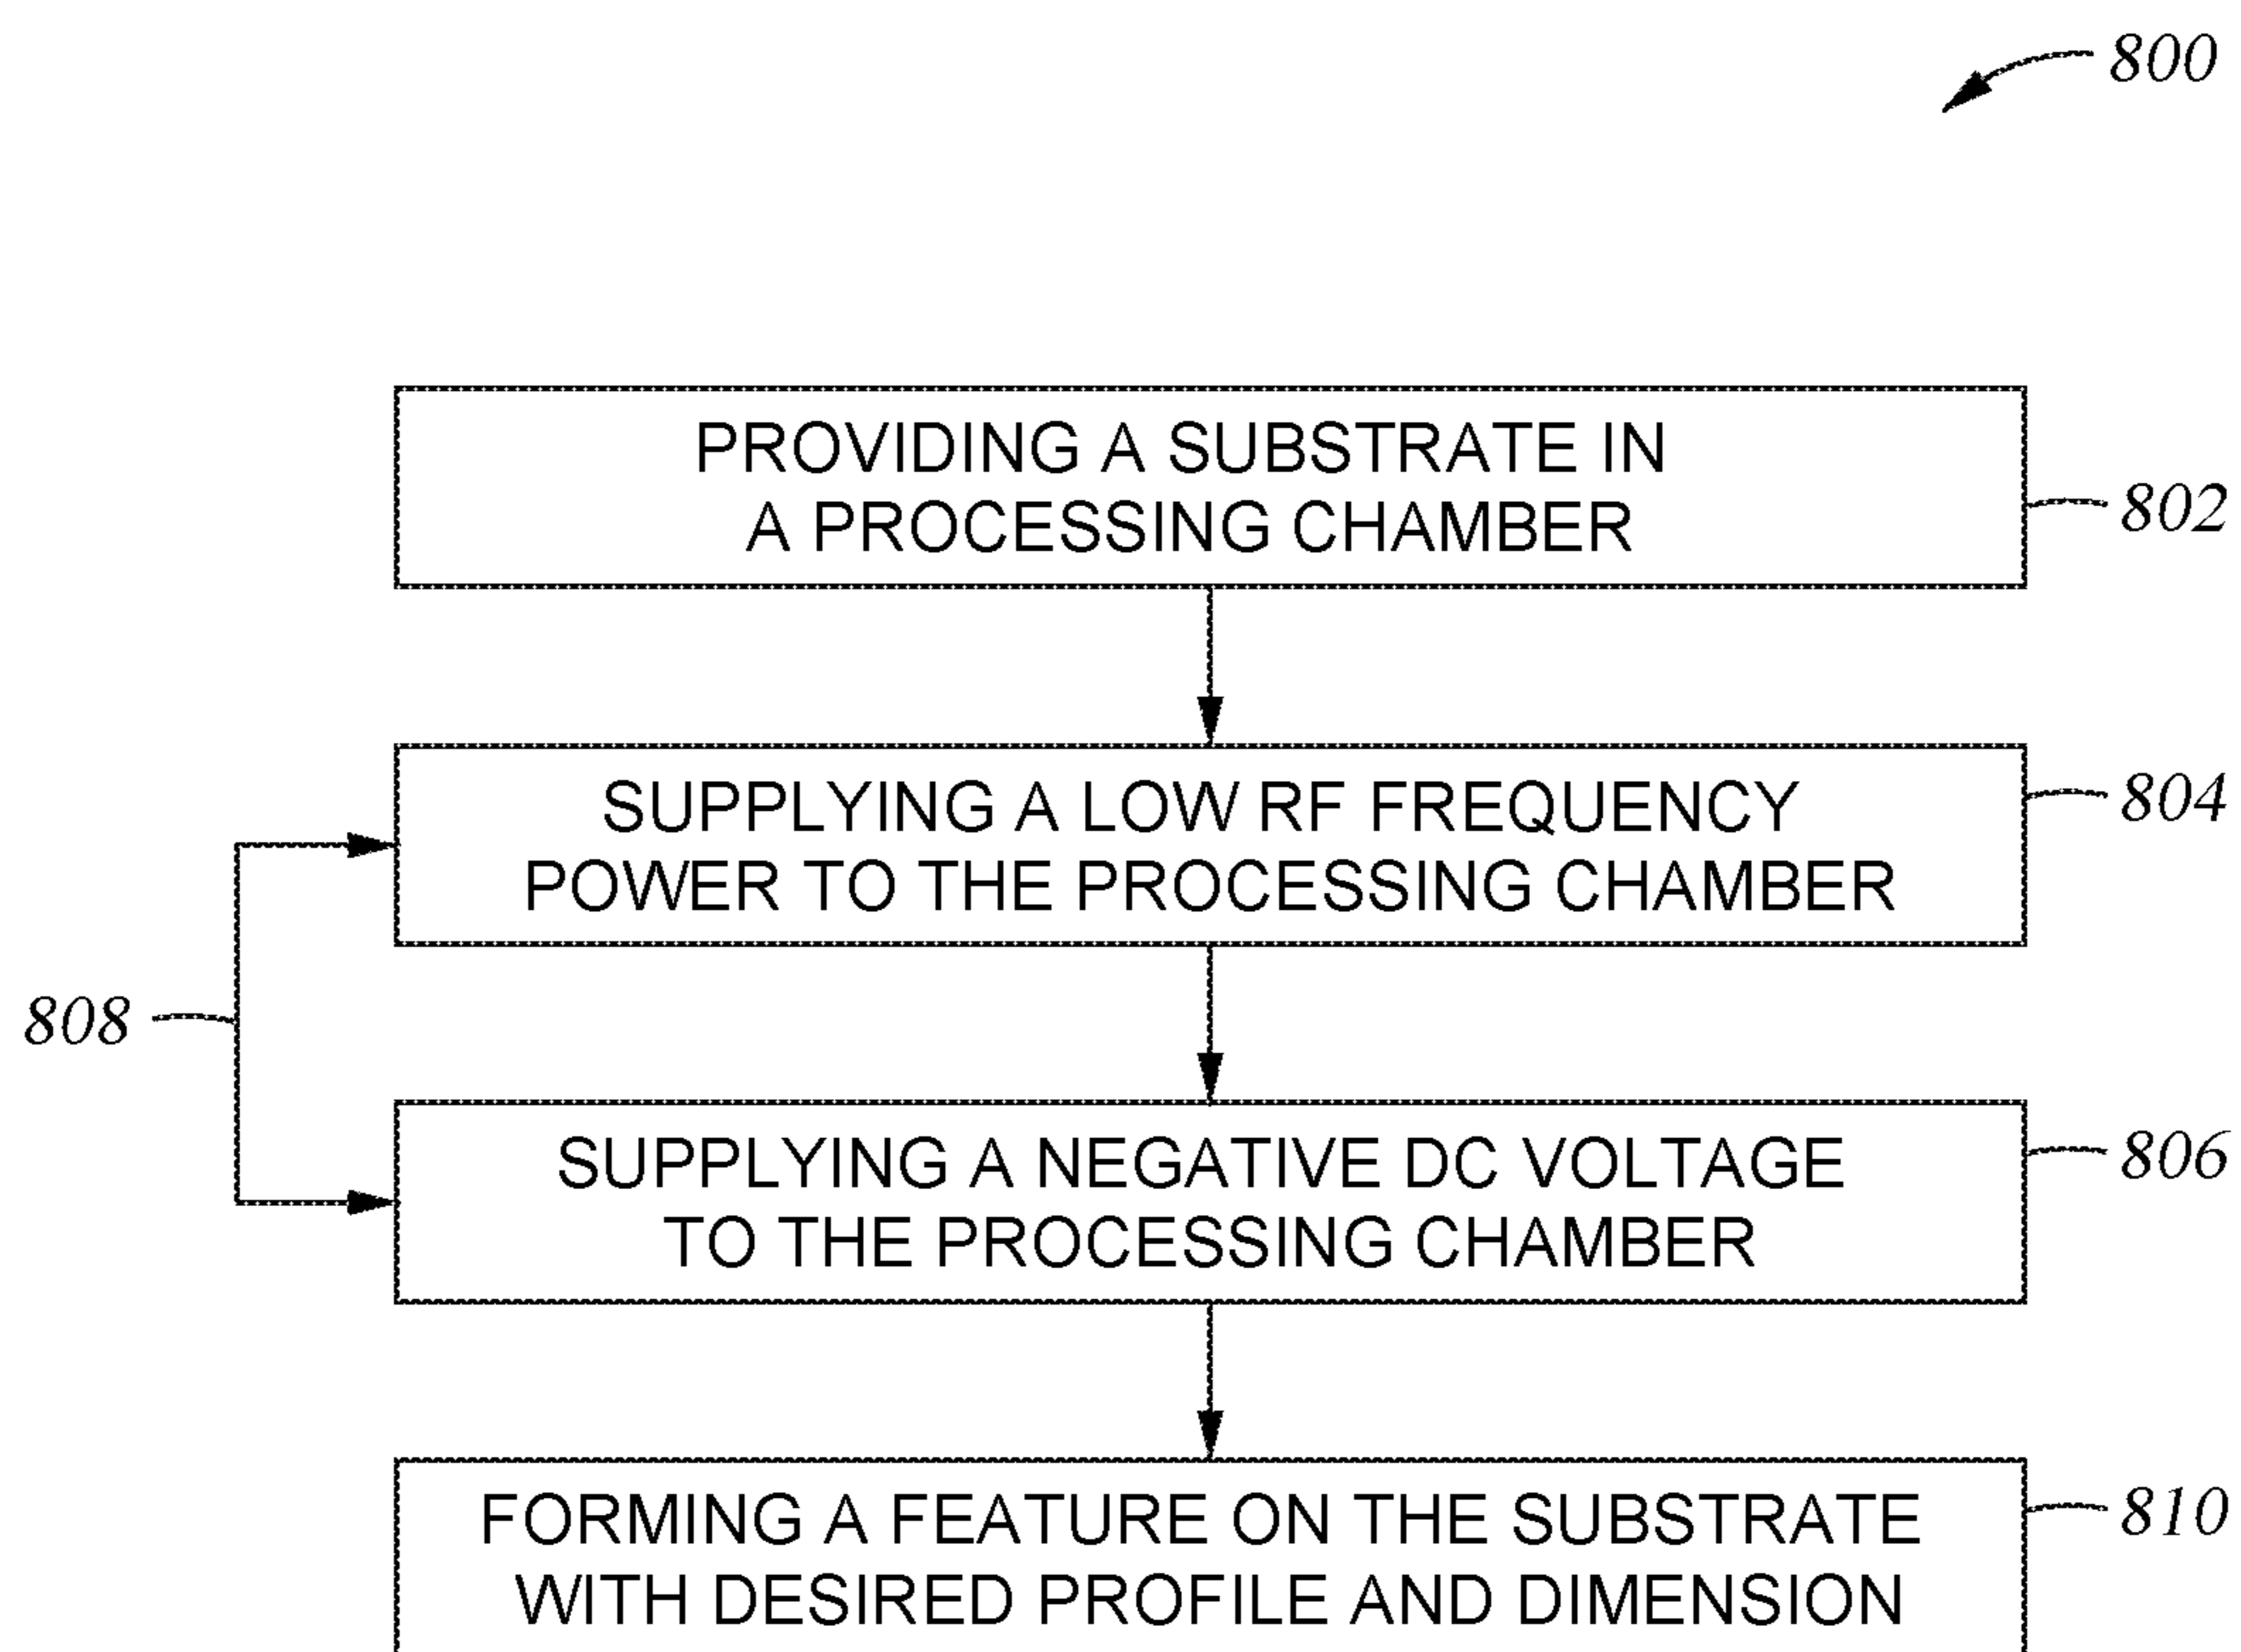 800
PROVIDING A SUBSTRATE IN
A PROCESSING CHAMBER
802
SUPPLYING A LOW RF FREQUENCY
POWER TO THE PROCESSING CHAMBER
804
808
SUPPLYING A NEGATIVE DC VOLTAGE
TO THE PROCESSING CHAMBER
806
FORMING A FEATURE ON THE SUBSTRATE
WITH DESIRED PROFILE AND DIMENSION
810